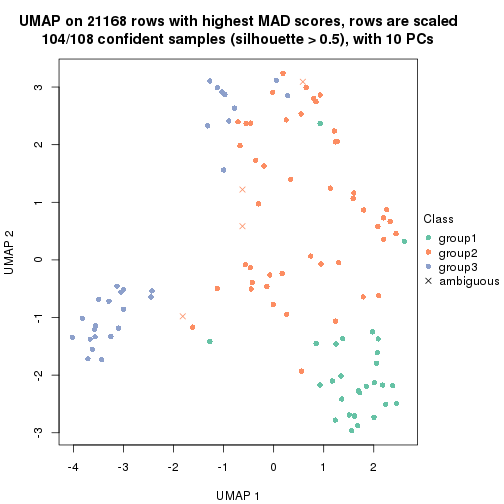 UMAP on 21168 rows with highest MAD scores, rows are scaled
104/108 confident samples (silhouette > 0.5), with 10 PCs
3
2
1
0
-1
-2
-3
UMAP 2
-4 -3 -2 -1 0 1 2
UMAP 1
Class
group1
group2
group3
ambiguous